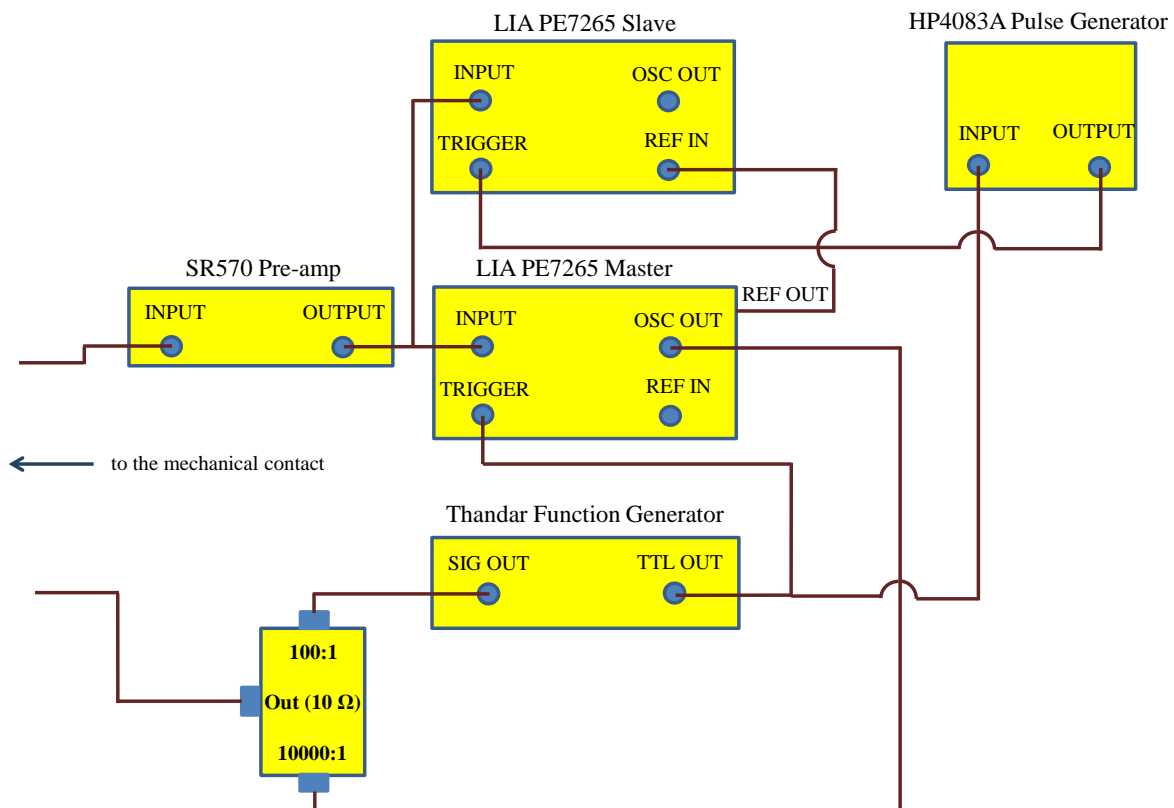 LIA PE7265 Slave
HP4083A Pulse Generator
INPUT
OSC OUT
TRIGGER
REF IN
INPUT
OUTPUT
SR570 Pre-amp
LIA PE7265 Master
REF OUT
INPUT
OUTPUT
INPUT
OSC OUT
TRIGGER
REF IN
to the mechanical contact
Thandar Function Generator
SIG OUT
TTL OUT
100:1
Out (10 Ω)
10000:1